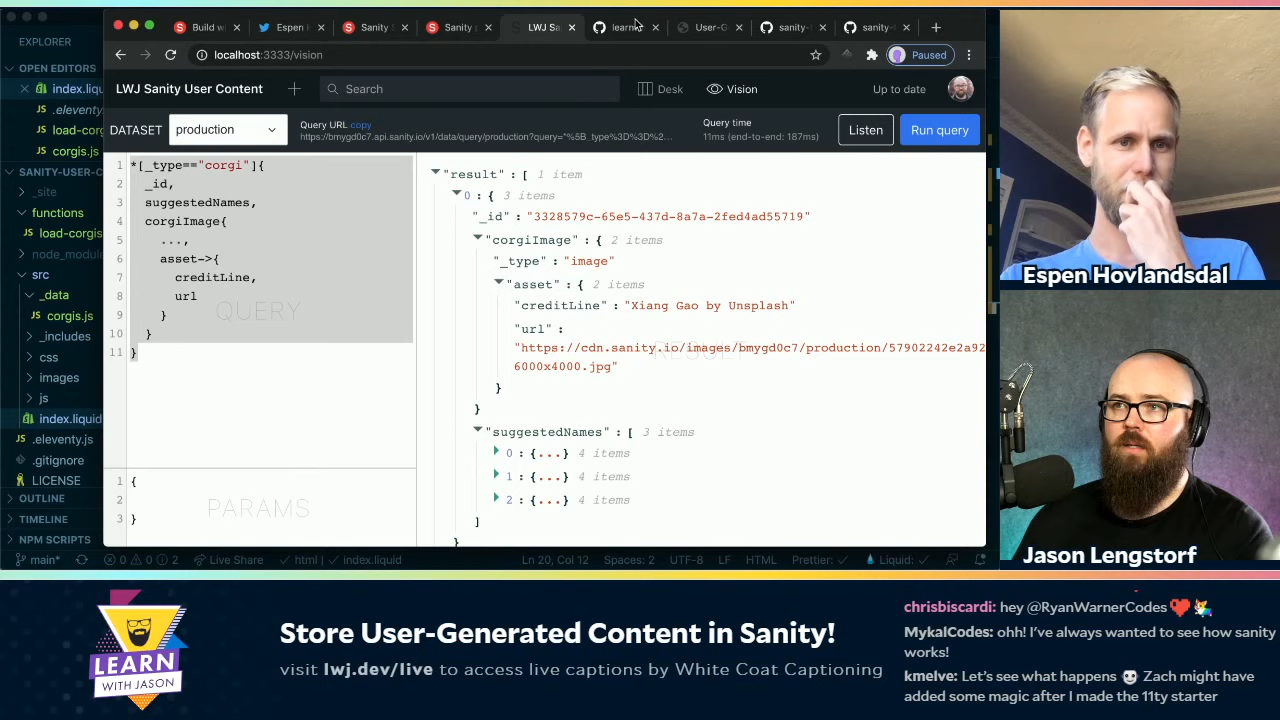 EXPLORER
OPEN EDITORS
index.liqu
.eleventy
load-corg
corgis.js
SANITY-USER-C
_site
functions
load-corgis
node_module
src
_data
corgis.js
_includes
css
images
js
index.liquid
.eleventy.js
.gitignore
LICENSE
OUTLINE
TIMELINE
NPM SCRIPTS
Build w
Espen
Sanity
Sanity
LWJ Sa
learn
User-G
sanity-
sanity-
localhost:3333/vision
Paused
LWJ Sanity User Content
Search
Desk
Vision
Up to date
DATASET
production
Query URL copy
https://bmygd0c7.api.sanity.io/v1/data/query/production?query=%5B_type%3D%3D%2...
Query time
11ms (end-to-end: 187ms)
Listen
Run query
1 *[_type=="corgi"]{
2 _id,
3 suggestedNames,
4 corgiImage{
5 ...,
6 asset->{
7 creditLine,
8 url
9 }
10 }
11 }
QUERY
1 {
2
3 }
PARAMS
"result" : [ 1 item
0 : { 3 items
"_id" : "3328579c-65e5-437d-8a7a-2fed4ad55719"
"corgiImage" : { 2 items
"_type" : "image"
"asset" : { 2 items
"creditLine" : "Xiang Gao by Unsplash"
"url" :
"https://cdn.sanity.io/images/bmygd0c7/production/57902242e2a92
6000x4000.jpg"
}
}
"suggestedNames" : [ 3 items
0 : {...} 4 items
1 : {...} 4 items
2 : {...} 4 items
]
}
RESULT
main*
0 0 2
Live Share
html
index.liquid
Ln 20, Col 12
Spaces: 2
UTF-8
LF
HTML
Prettier: ✓
Liquid: ✓
Espen Hovlandsdal
Jason Lengstorf
LEARN
WITH JASON
Store User-Generated Content in Sanity!
visit lwj.dev/live to access live captions by White Coat Captioning
chrisbiscardi: hey @RyanWarnerCodes
MykalCodes: ohh! I've always wanted to see how sanity
works!
kmelve: Let's see what happens Zach might have
added some magic after I made the 11ty starter